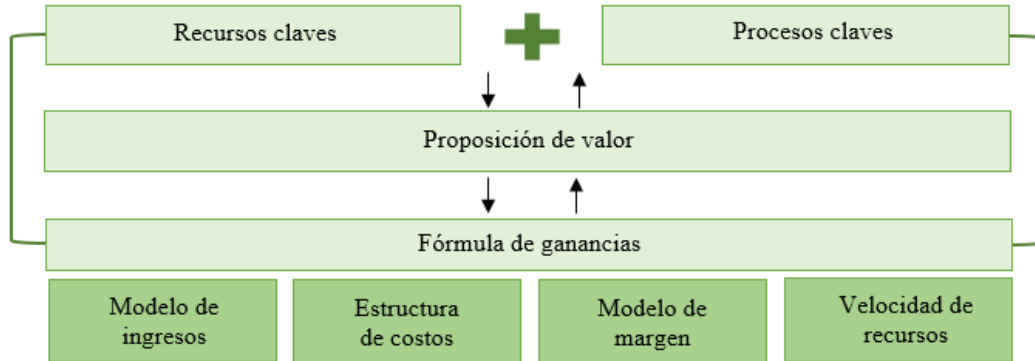 Recursos claves
Procesos claves
Proposición de valor
Fórmula de ganancias
Modelo de
ingresos
Estructura
de costos
Modelo de
margen
Velocidad de
recursos